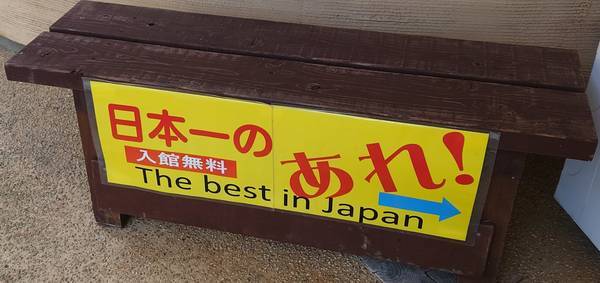 日本一の
あれ!
入館無料
The best in Japan